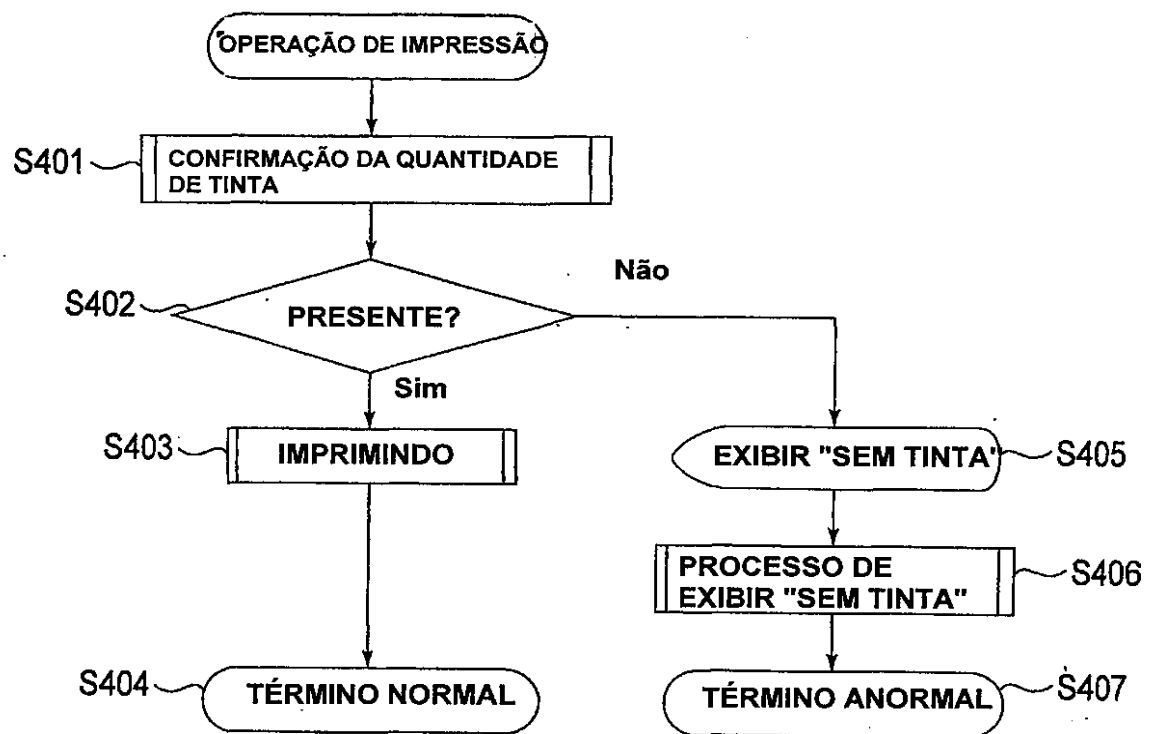 OPERAÇÃO DE IMPRESSÃO
S401
CONFIRMAÇÃO DA QUANTIDADE
DE TINTA
S402
PRESENTE?
Não
Sim
S403
IMPRIMINDO
EXIBIR "SEM TINTA"
S405
PROCESSO DE
EXIBIR "SEM TINTA"
S406
S404
TÉRMINO NORMAL
TÉRMINO ANORMAL
S407